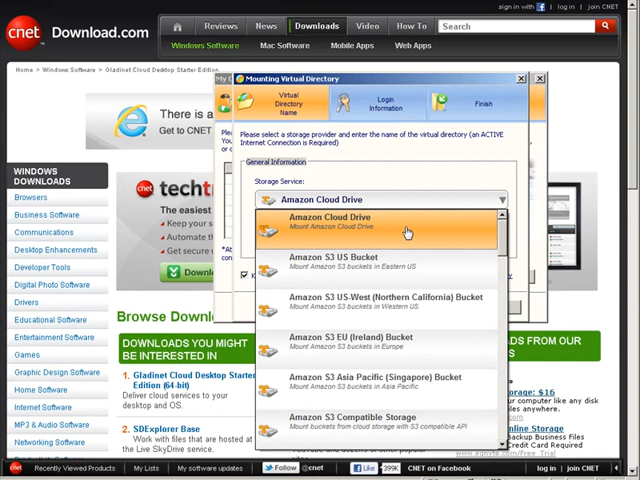 sign in with f | log in | join CNET
cnet Download.com
Reviews News Downloads Video How To Search
Windows Software Mac Software Mobile Apps Web Apps
Home > Windows Software > Gladinet Cloud Desktop Starter Edition
There is a
Get to CNET
My C
Mounting Virtual Directory
Virtual
Directory
Name
Login
Information
Finish
Please select a storage provider and enter the name of the virtual directory (an ACTIVE
Internet Connection is Required)
General Information
Storage Service:
Amazon Cloud Drive
Amazon Cloud Drive
Mount Amazon Cloud Drive
Amazon S3 US Bucket
Mount Amazon S3 buckets in Eastern US
Amazon S3 US-West (Northern California) Bucket
Mount Amazon S3 buckets in Western US
Amazon S3 EU (Ireland) Bucket
Mount Amazon S3 buckets in Europe
Amazon S3 Asia Pacific (Singapore) Bucket
Mount Amazon S3 buckets in Asia Pacific
Amazon S3 Compatible Storage
Mount buckets from cloud storage with S3 compatible API
WINDOWS
DOWNLOADS
Browsers
Business Software
Communications
Desktop Enhancements
Developer Tools
Digital Photo Software
Drivers
Educational Software
Entertainment Software
Games
Graphic Design Software
Home Software
Internet Software
MP3 & Audio Software
Networking Software
cnet tech
The easiest
Automate
Get
Downl
Browse Downl
DOWNLOADS YOU MIGHT
BE INTERESTED IN
1. Gladinet Cloud Desktop Starter
Edition (64-bit)
Deliver cloud services to your
desktop and OS.
2. SDExplorer Base
Work with files that are hosted at
the Live SkyDrive service
FROM OUR
: $16
computer like any disk
Online Storage
Backup Business Files
Credit Card Required
cnet Recently Viewed Products My Lists My software updates Follow @cnet Like 399K CNET on Facebook log in | join CNET